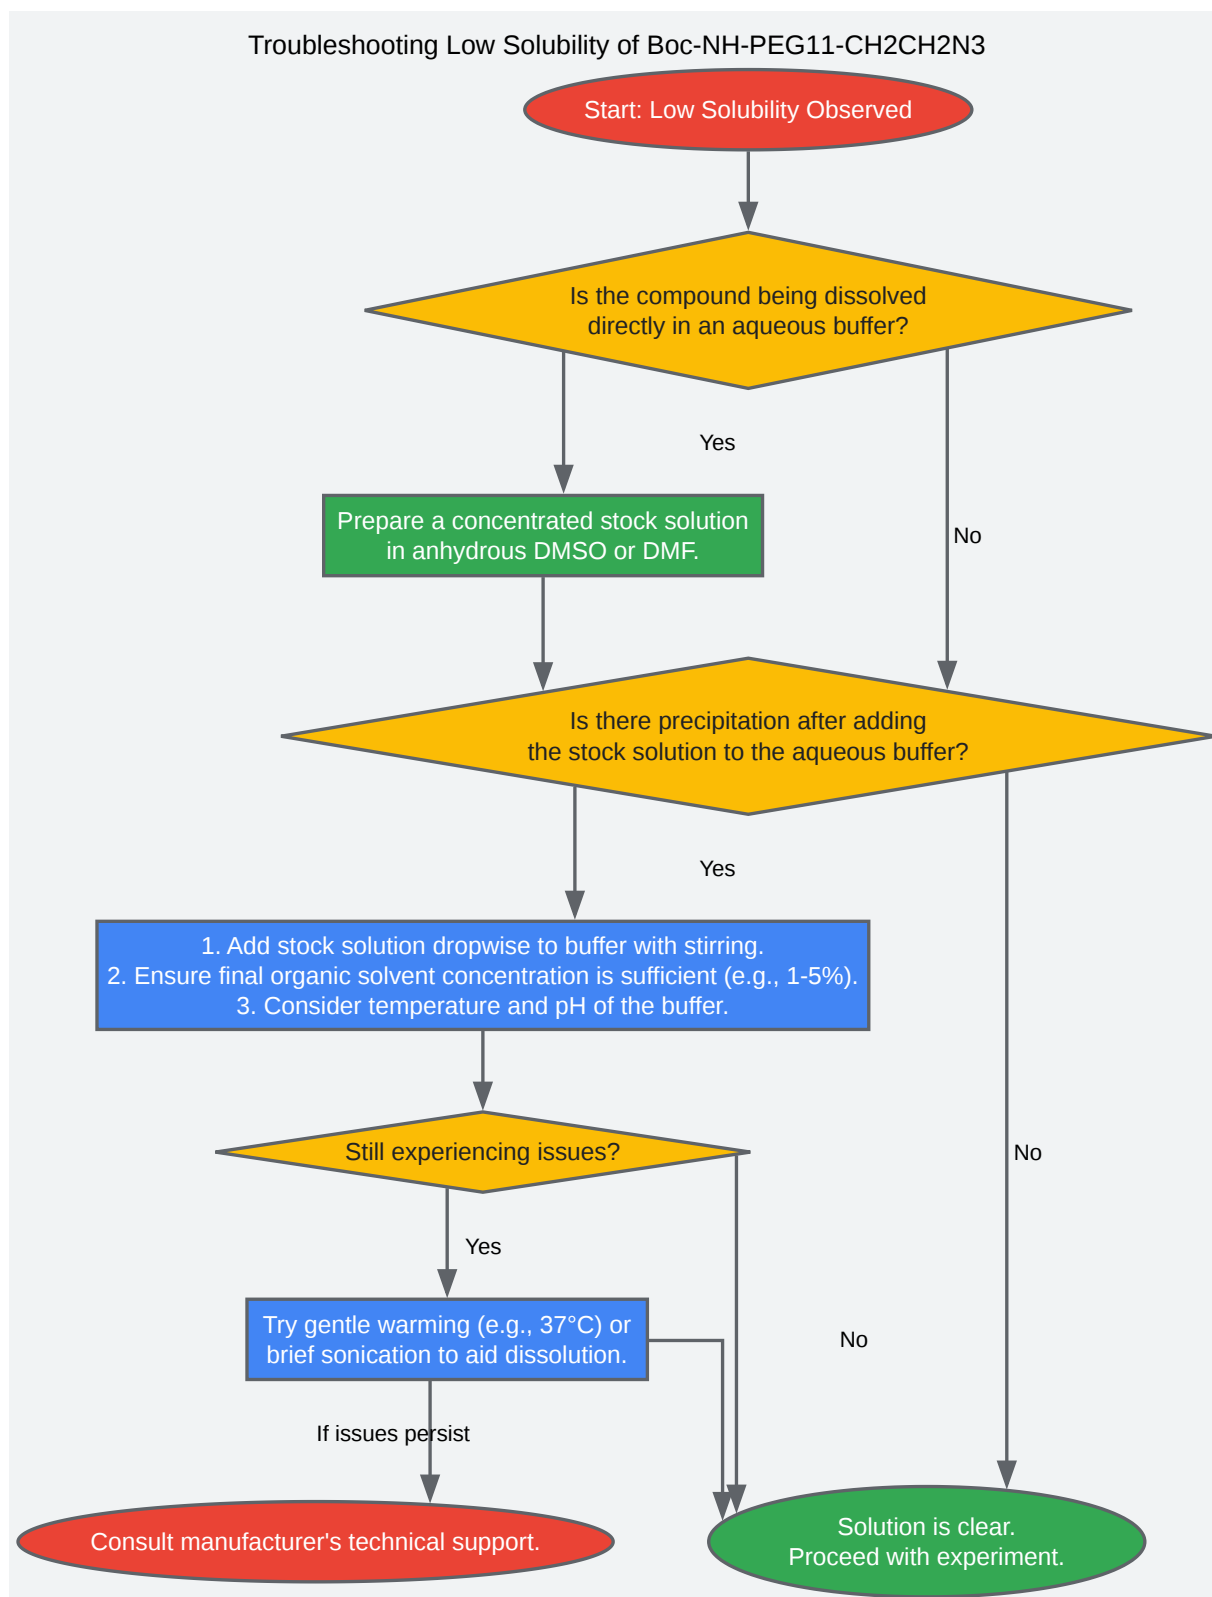 Troubleshooting Low Solubility of Boc-NH-PEG11-CH2CH2N3
Start: Low Solubility Observed
Is the compound being dissolved
directly in an aqueous buffer?
Yes
Prepare a concentrated stock solution
in anhydrous DMSO or DMF.
No
Is there precipitation after adding
the stock solution to the aqueous buffer?
Yes
1. Add stock solution dropwise to buffer with stirring.
2. Ensure final organic solvent concentration is sufficient (e.g., 1-5%).
3. Consider temperature and pH of the buffer.
Still experiencing issues?
No
Yes
Try gentle warming (e.g., 37°C) or
brief sonication to aid dissolution.
No
If issues persist
Consult manufacturer's technical support.
Solution is clear.
Proceed with experiment.